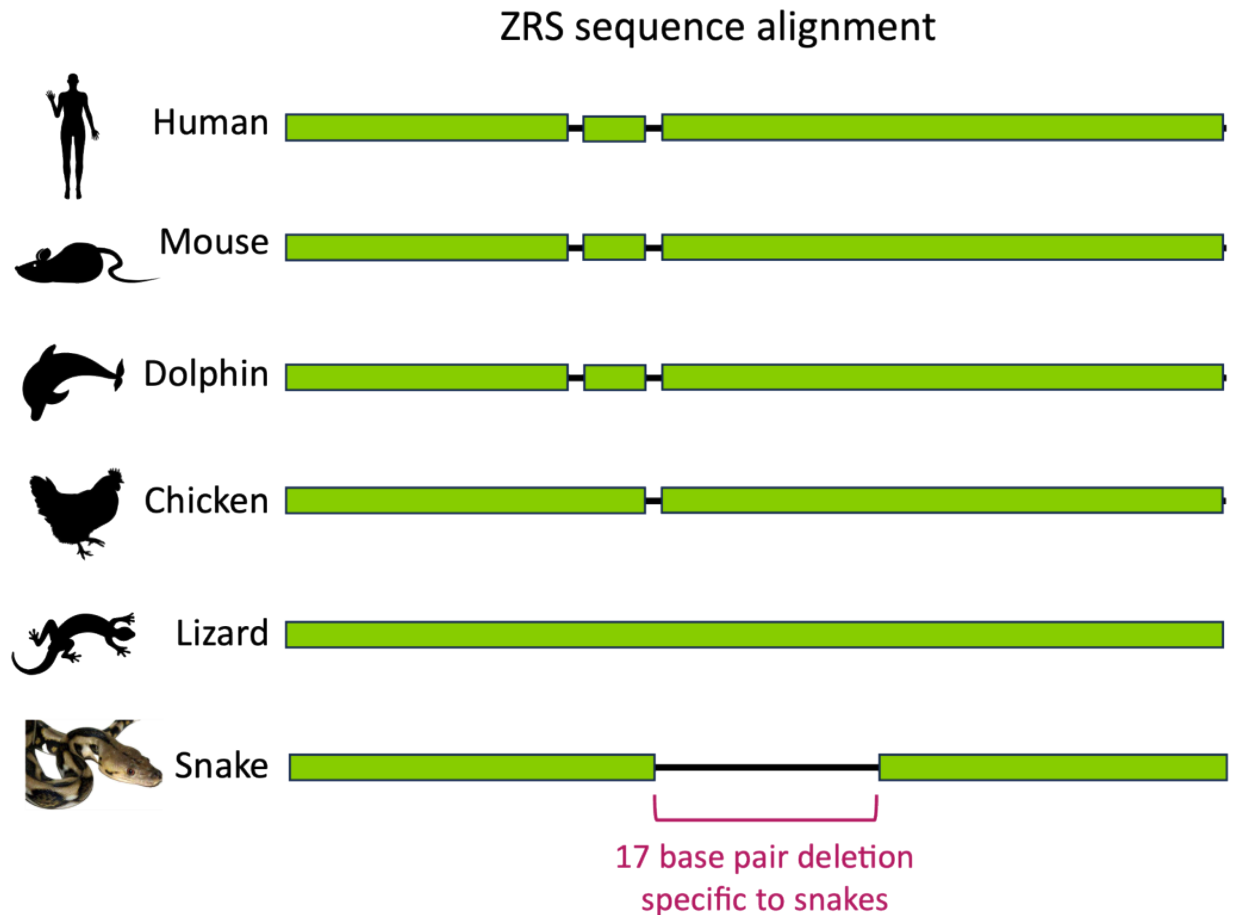 ZRS sequence alignment
Human
Mouse
Dolphin
Chicken
Lizard
Snake
17 base pair deletion
specific to snakes